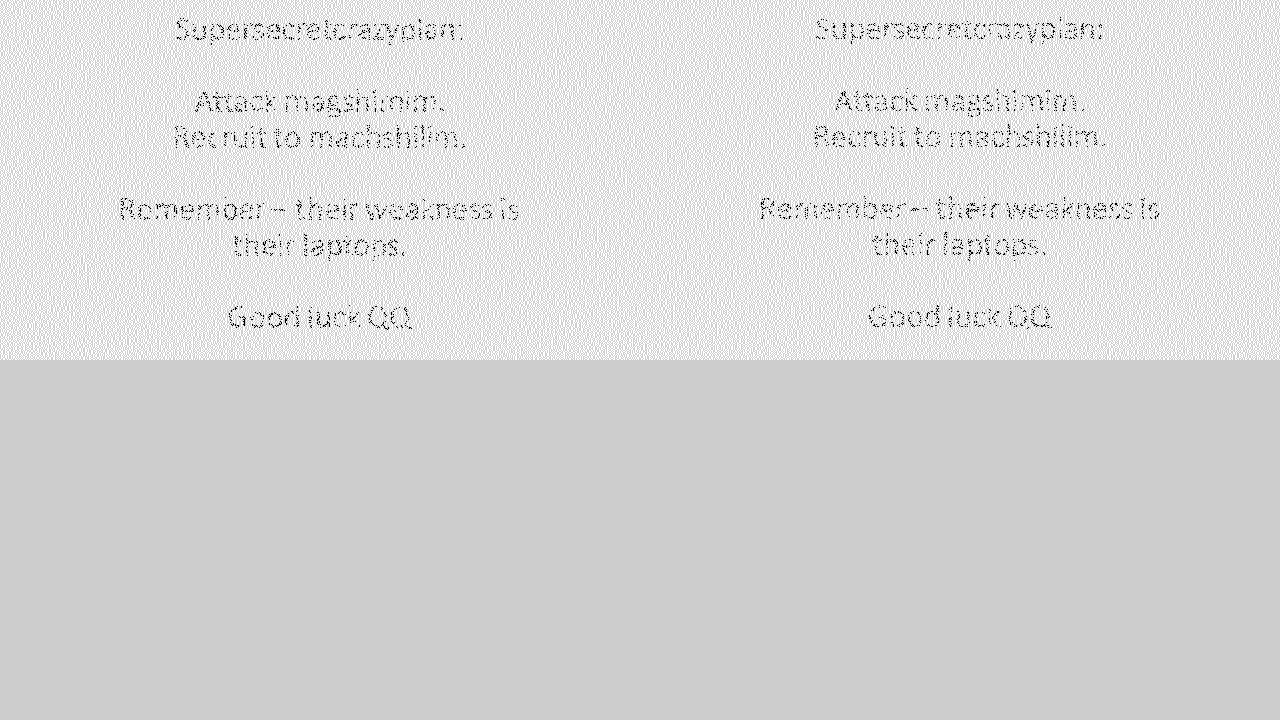 Supersecretcrazyplan:
Attack magshimim.
Recruit to machshilim.
Remember - their weakness is
their laptops.
Good luck QQ
Supersecretcrazyplan:
Attack magshimim.
Recruit to machshilim.
Remember - their weakness is
their laptops.
Good luck QQ